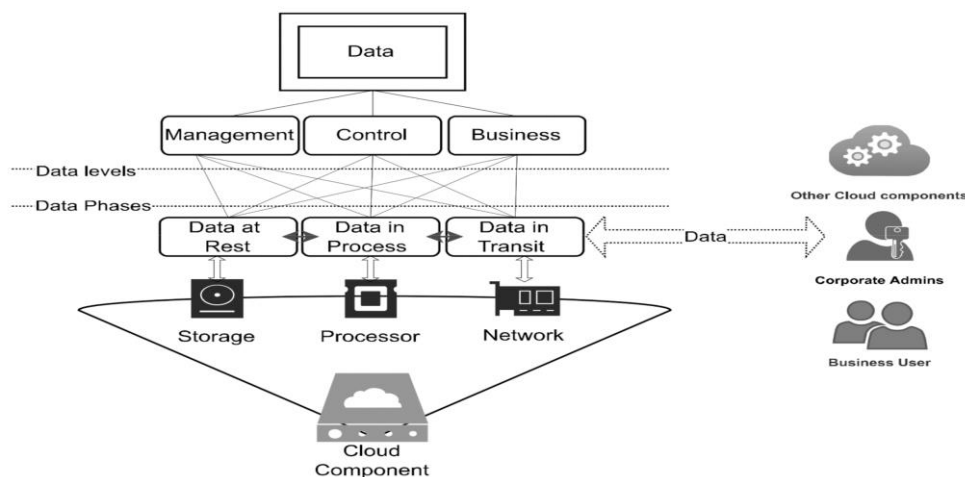 Data
Management
Control
Business
Data levels
Data Phases
Data at
Rest
Data in
Process
Data in
Transit
Data
Storage
Processor
Network
Cloud
Component
Other Cloud components
Corporate Admins
Business User